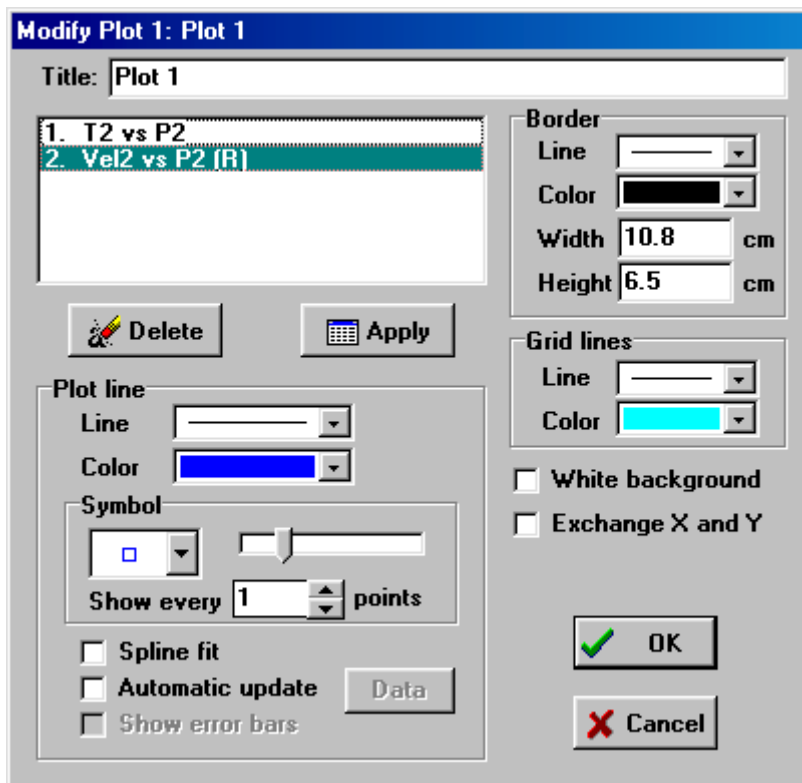 Modify Plot 1: Plot 1
Title: Plot 1
1. T2 vs P2
2. Vel2 vs P2 (R)
Delete
Apply
Plot line
Line
Color
Symbol
Show every 1 points
Spline fit
Automatic update
Data
Show error bars
Border
Line
Color
Width 10.8 cm
Height 6.5 cm
Grid lines
Line
Color
White background
Exchange X and Y
OK
Cancel